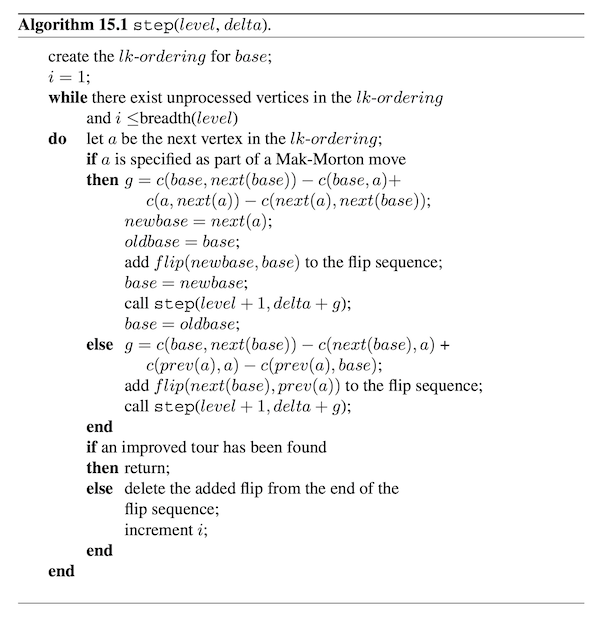 Algorithm 15.1 step(level, delta).
create the lk-ordering for base;
i = 1;
while there exist unprocessed vertices in the lk-ordering
and i ≤breadth(level)
do let a be the next vertex in the lk-ordering;
if a is specified as part of a Mak-Morton move
then g = c(base, next(base)) − c(base, a)+
c(a, next(a)) − c(next(a), next(base));
newbase = next(a);
oldbase = base;
add flip(newbase, base) to the flip sequence;
base = newbase;
call step(level + 1, delta + g);
base = oldbase;
else g = c(base, next(base)) − c(next(base), a) +
c(prev(a), a) − c(prev(a), base);
add flip(next(base), prev(a)) to the flip sequence;
call step(level + 1, delta + g);
end
if an improved tour has been found
then return;
else delete the added flip from the end of the
flip sequence;
increment i;
end
end